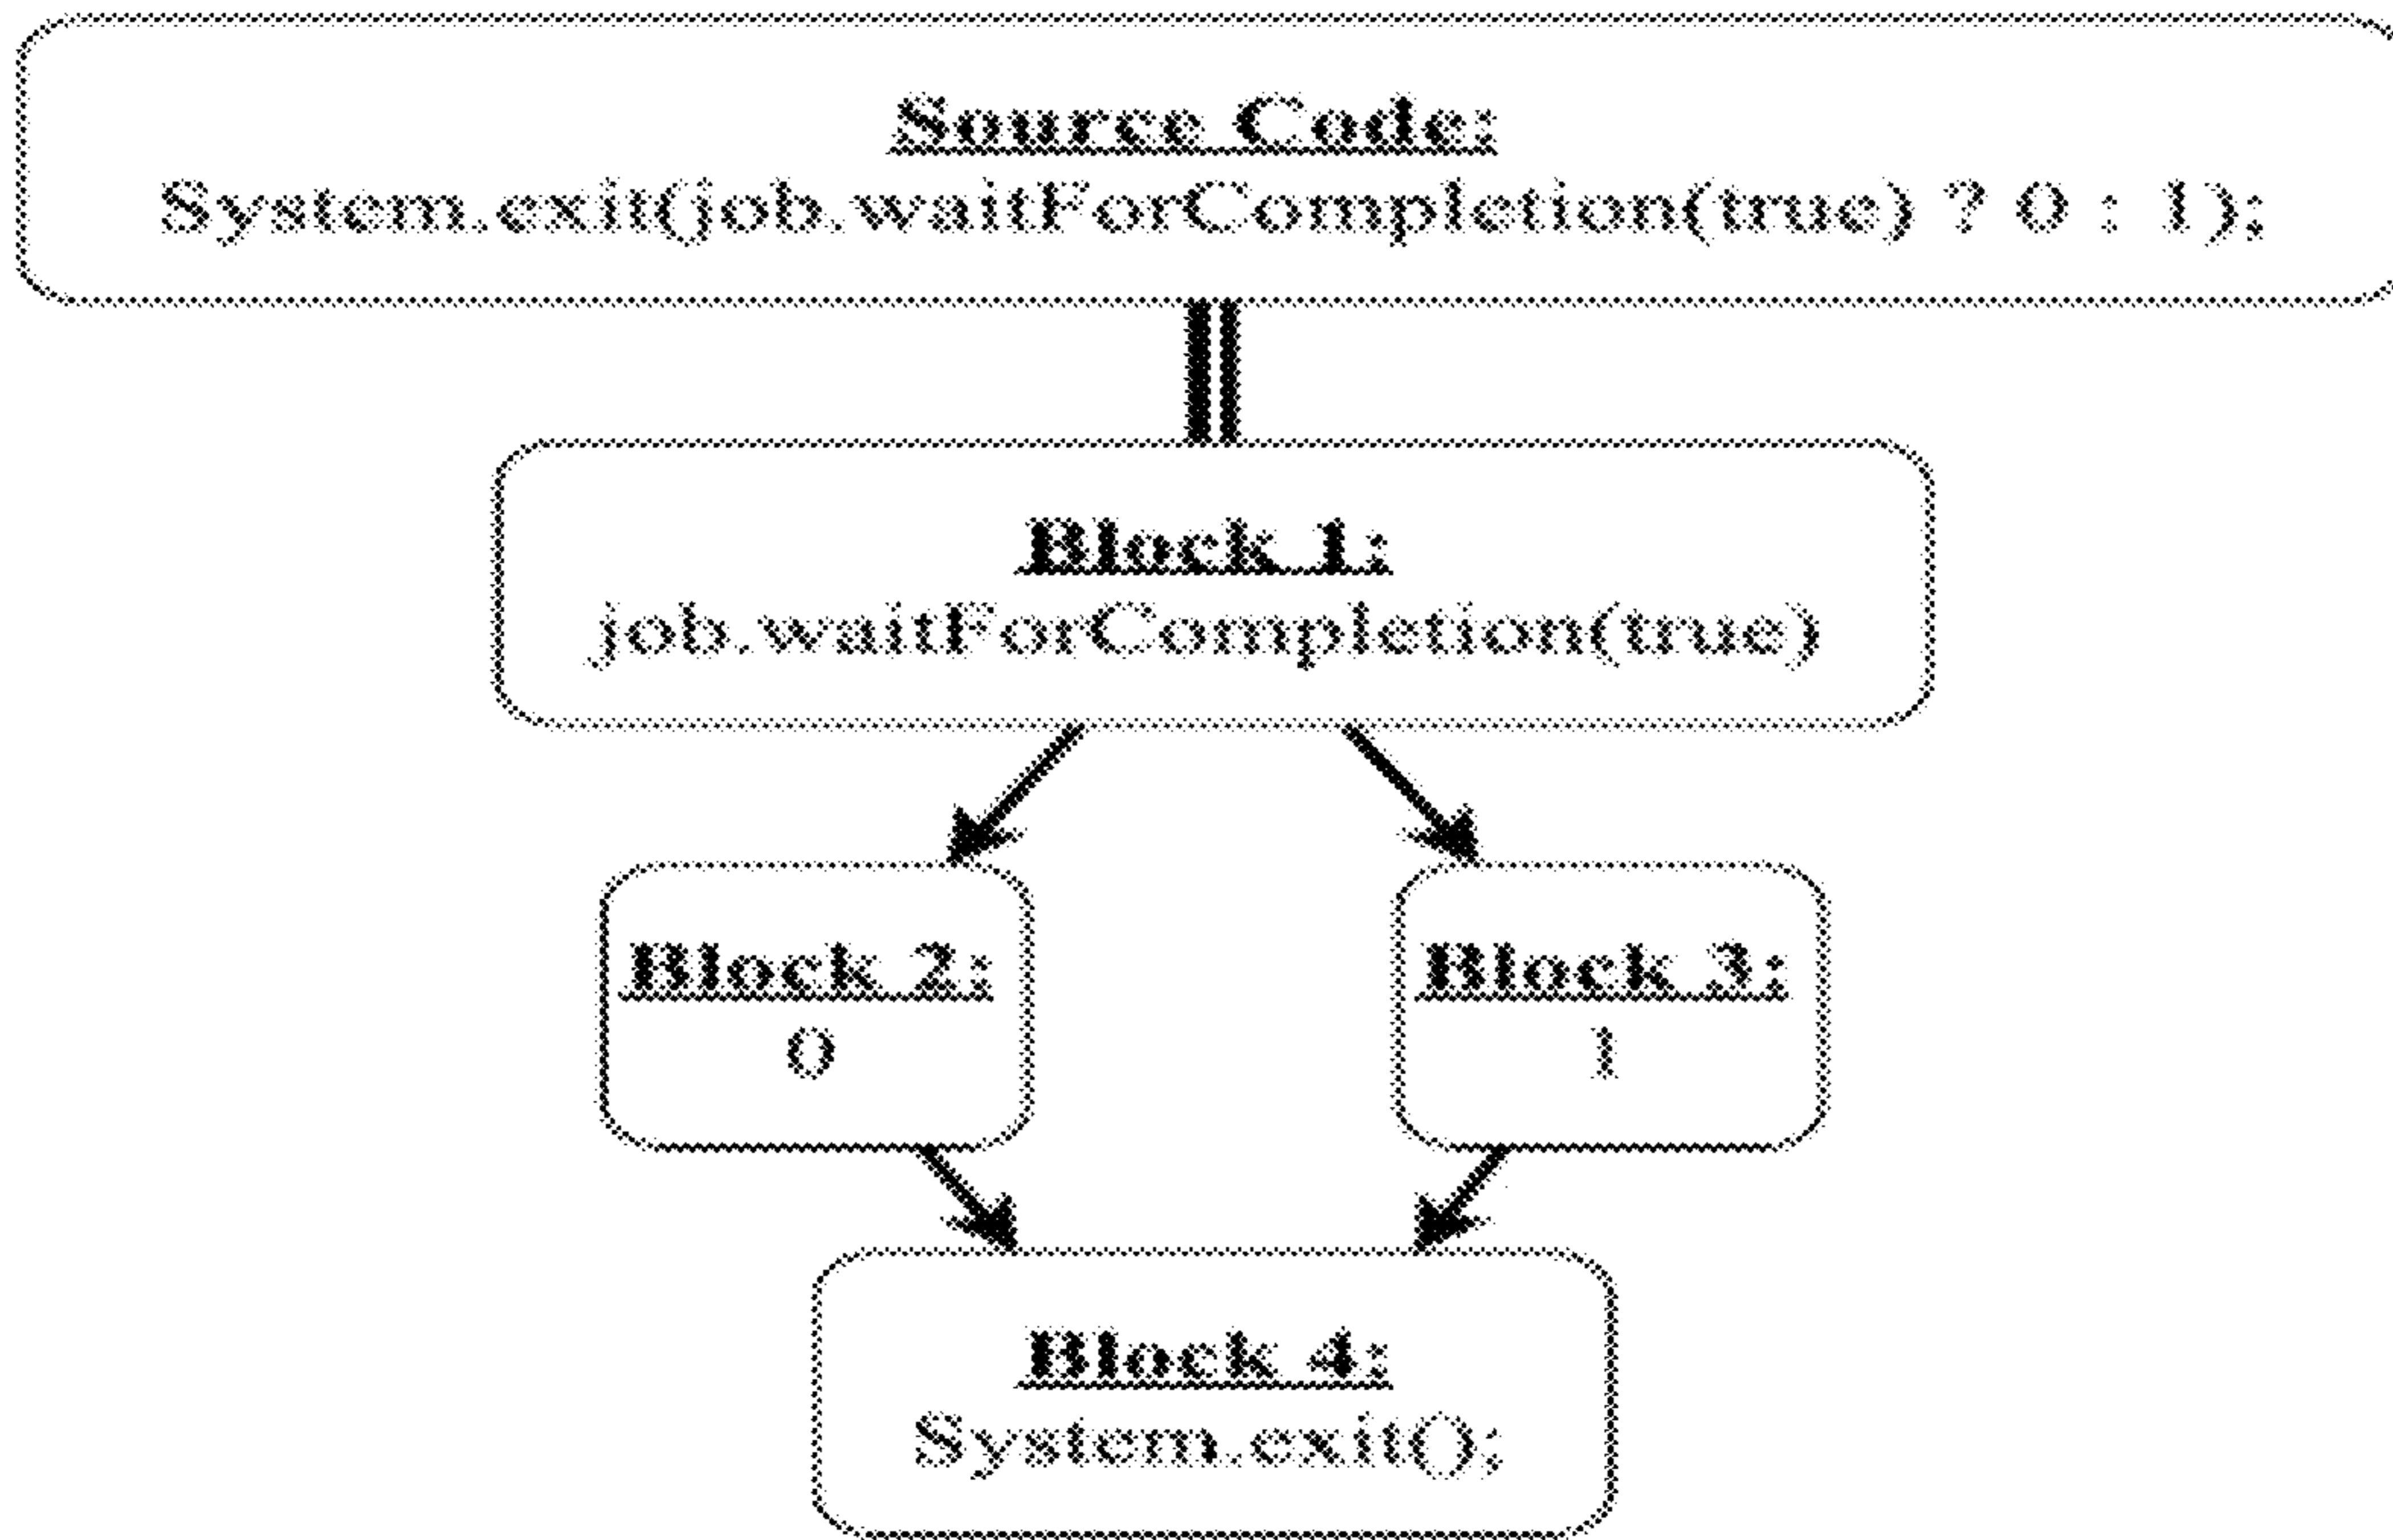 Source Code:
System.exit(job.waitForCompletion(true) ? 0 : 1);
Block 1:
job.waitForCompletion(true)
Block 2:
0
Block 3:
1
Block 4:
System.exit();